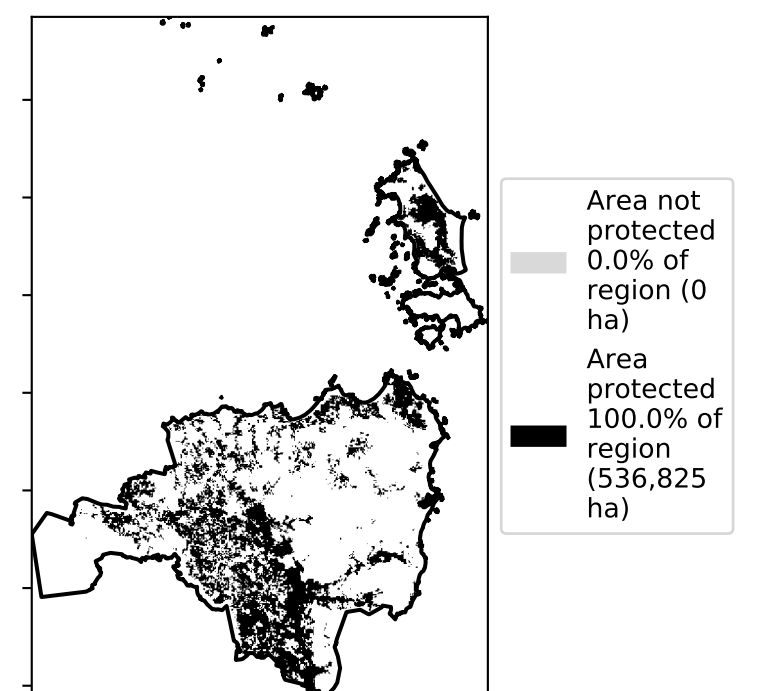 Area not
protected
0.0% of
region (0
ha)
Area
protected
100.0% of
region
(536,825
ha)